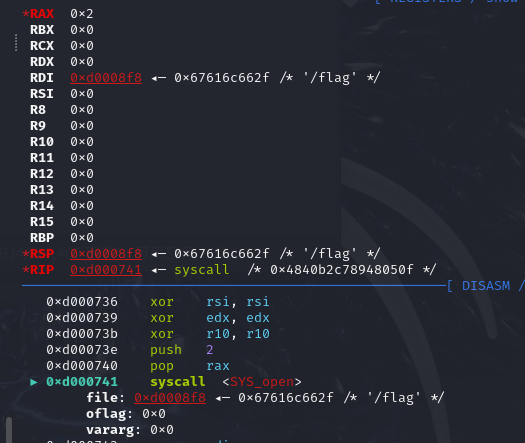 [ REGISTERS / show
*RAX 0×2
RBX 0×0
RCX 0×0
RDX 0×0
RDI 0×d0008f8 ◂— 0×67616c662f /* '/flag' */
RSI 0×0
R8 0×0
R9 0×0
R10 0×0
R11 0×0
R12 0×0
R13 0×0
R14 0×0
R15 0×0
RBP 0×0
*RSP 0×d0008f8 ◂— 0×67616c662f /* '/flag' */
*RIP 0×d000741 ◂— syscall /* 0×4840b2c78948050f */
[ DISASM /
0×d000736 xor rsi, rsi
0×d000739 xor edx, edx
0×d00073b xor r10, r10
0×d00073e push 2
0×d000740 pop rax
► 0×d000741 syscall <SYS_open>
file: 0×d0008f8 ◂— 0×67616c662f /* '/flag' */
oflag: 0×0
vararg: 0×0